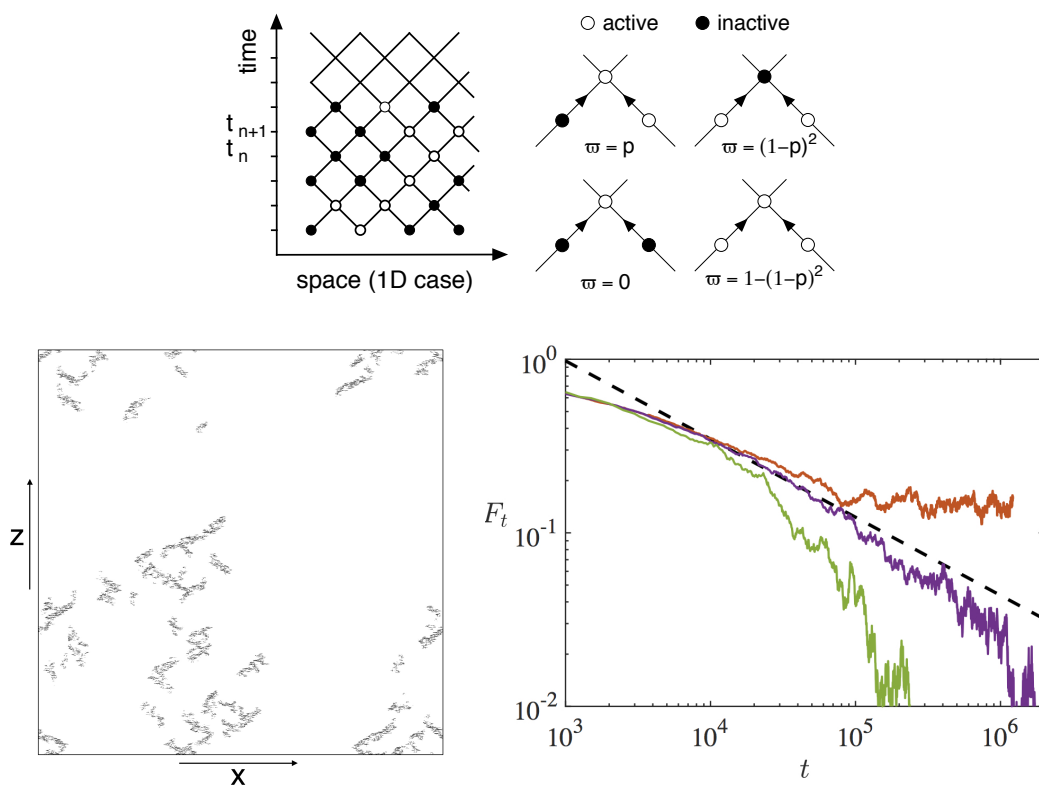 ○ active ● inactive
time
t n+1
t n
space (1D case)
ϖ = p
ϖ = (1−p)²
ϖ = 0
ϖ = 1−(1−p)²
z
x
10⁰
10⁻¹
10⁻²
F_t
10³ 10⁴ 10⁵ 10⁶
t